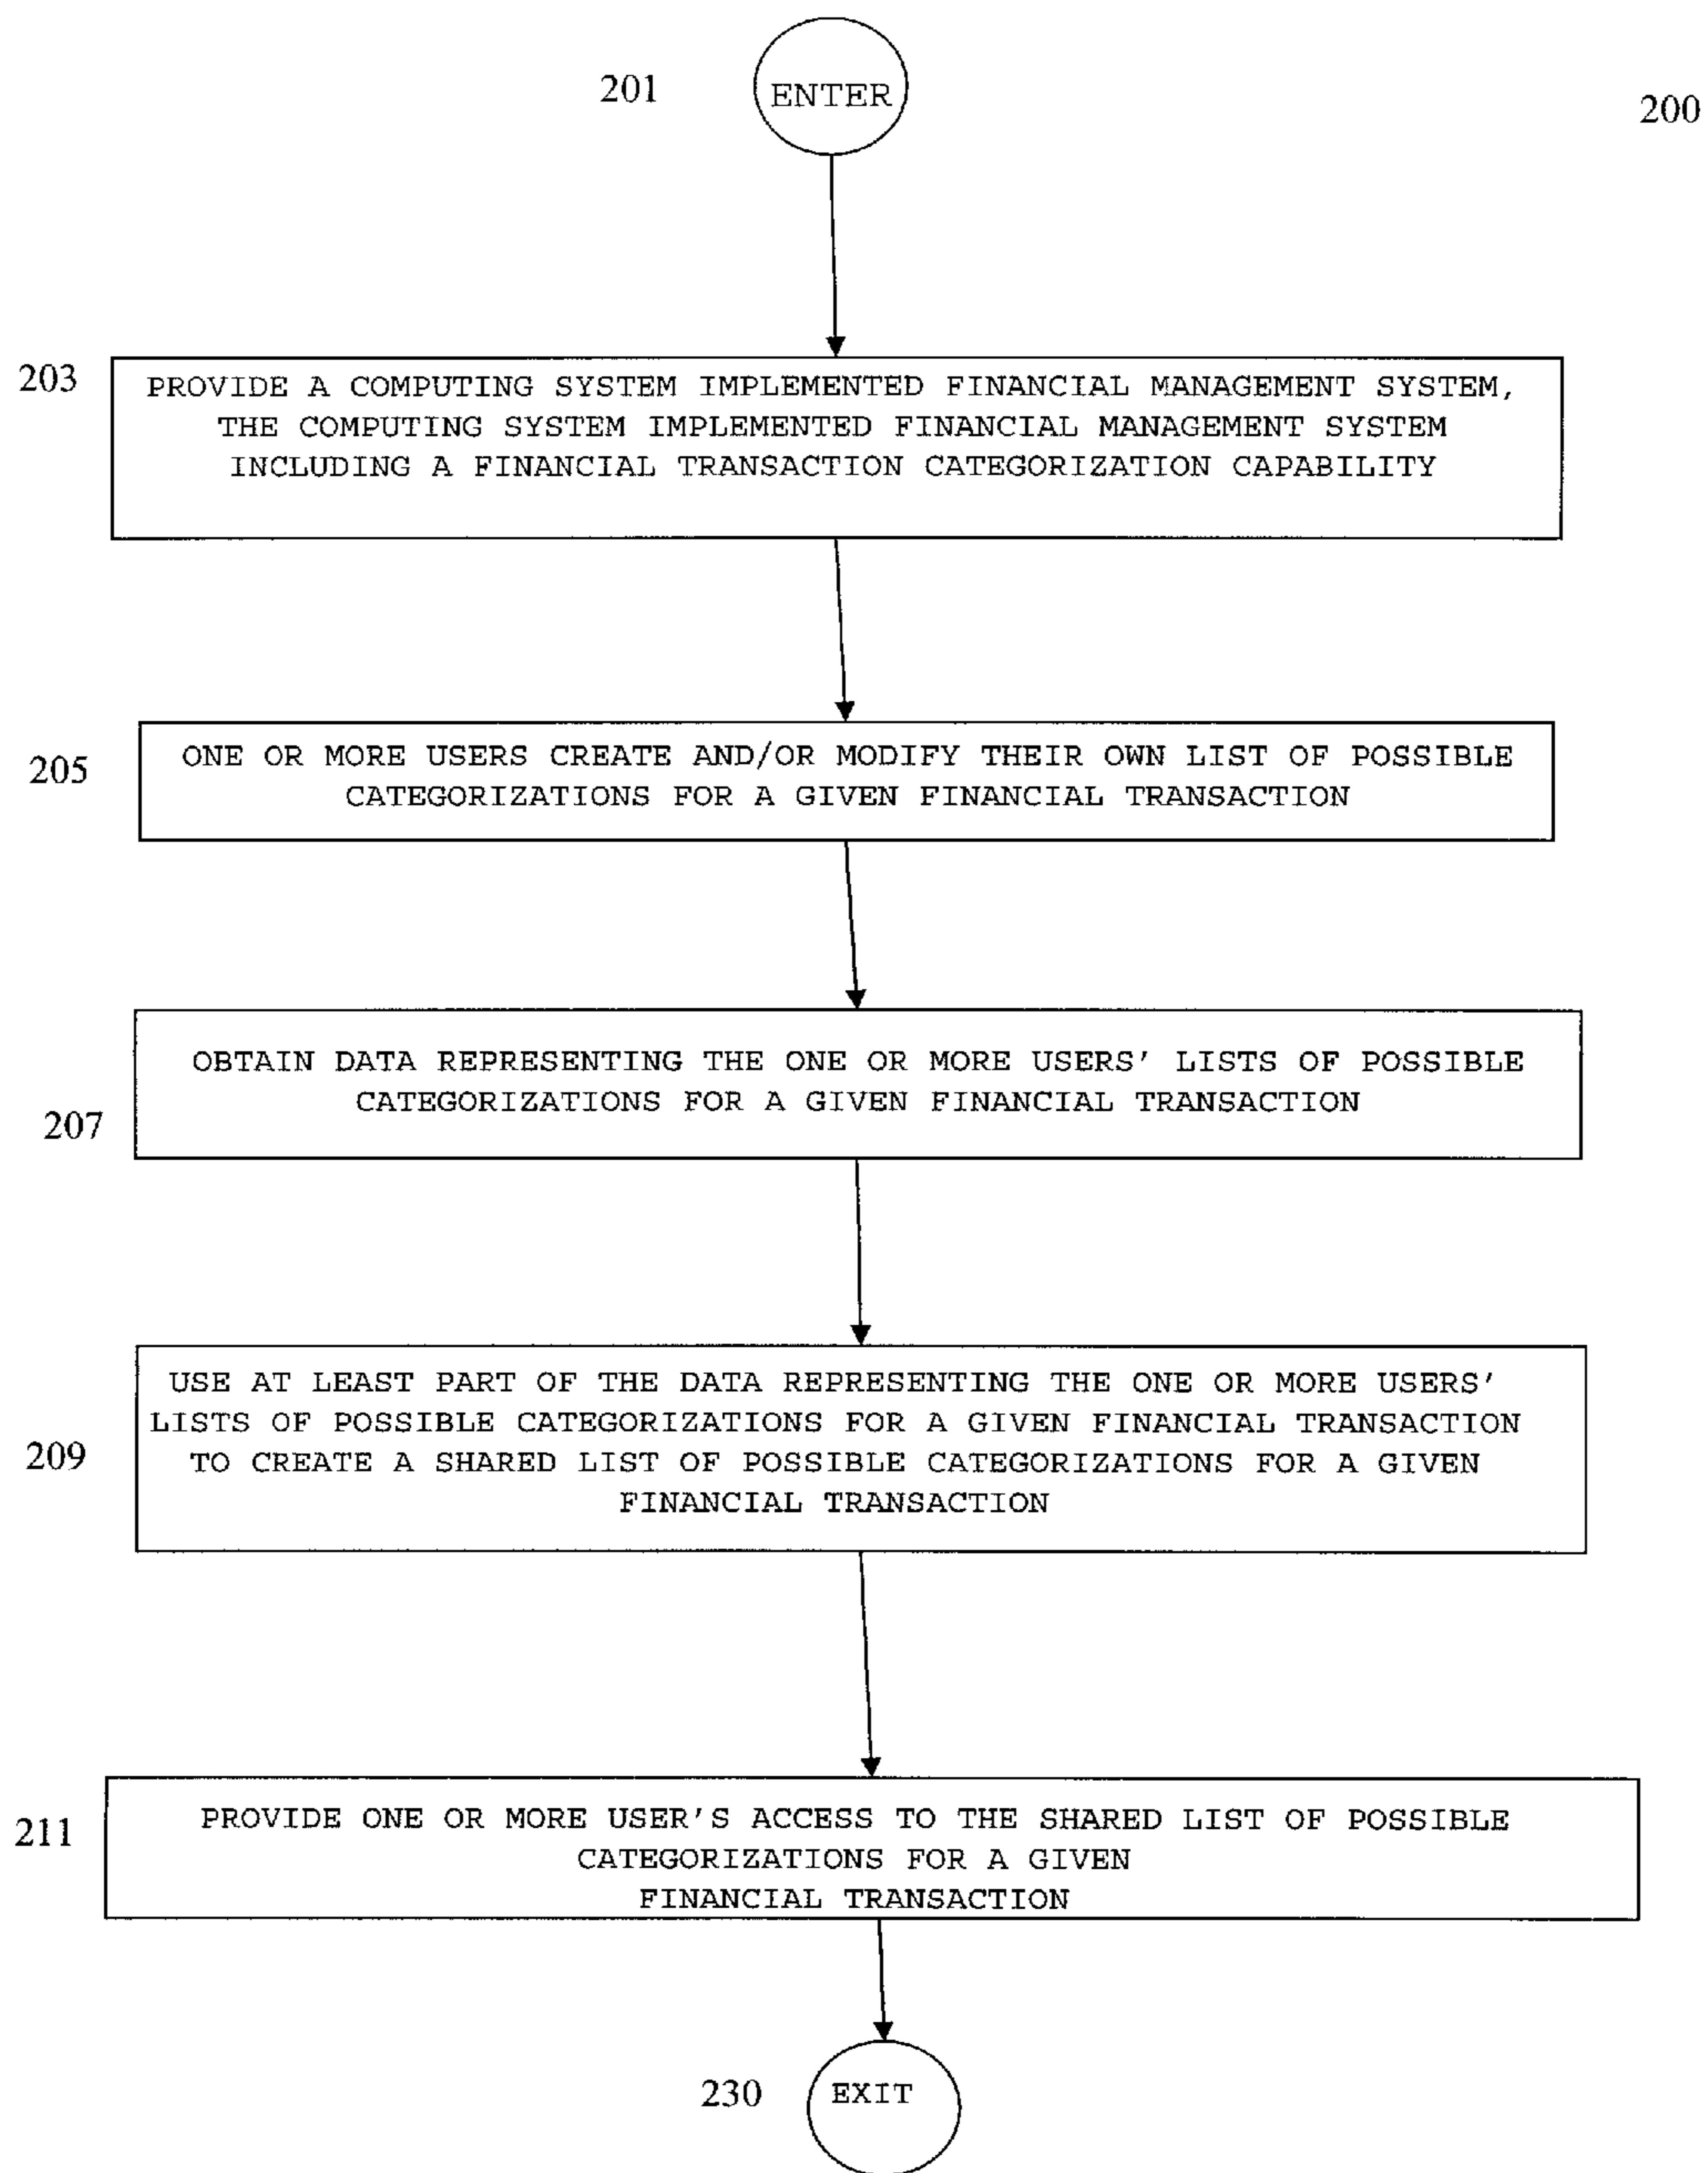 201
ENTER
200
203
PROVIDE A COMPUTING SYSTEM IMPLEMENTED FINANCIAL MANAGEMENT SYSTEM,
THE COMPUTING SYSTEM IMPLEMENTED FINANCIAL MANAGEMENT SYSTEM
INCLUDING A FINANCIAL TRANSACTION CATEGORIZATION CAPABILITY
205
ONE OR MORE USERS CREATE AND/OR MODIFY THEIR OWN LIST OF POSSIBLE
CATEGORIZATIONS FOR A GIVEN FINANCIAL TRANSACTION
207
OBTAIN DATA REPRESENTING THE ONE OR MORE USERS' LISTS OF POSSIBLE
CATEGORIZATIONS FOR A GIVEN FINANCIAL TRANSACTION
209
USE AT LEAST PART OF THE DATA REPRESENTING THE ONE OR MORE USERS'
LISTS OF POSSIBLE CATEGORIZATIONS FOR A GIVEN FINANCIAL TRANSACTION
TO CREATE A SHARED LIST OF POSSIBLE CATEGORIZATIONS FOR A GIVEN
FINANCIAL TRANSACTION
211
PROVIDE ONE OR MORE USER'S ACCESS TO THE SHARED LIST OF POSSIBLE
CATEGORIZATIONS FOR A GIVEN
FINANCIAL TRANSACTION
230
EXIT